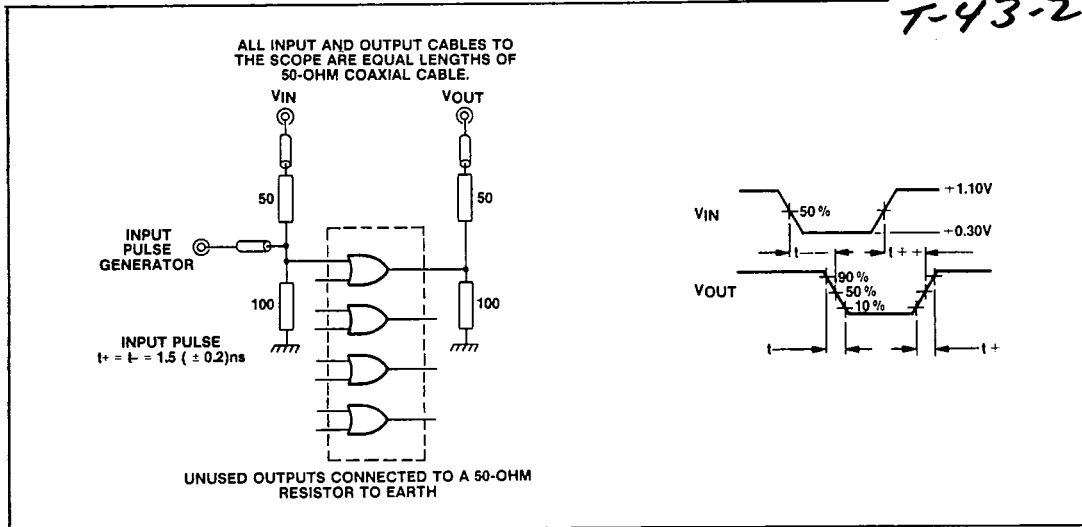 T-43-2
ALL INPUT AND OUTPUT CABLES TO
THE SCOPE ARE EQUAL LENGTHS OF
50-OHM COAXIAL CABLE.
VIN
VOUT
50
50
INPUT
PULSE
GENERATOR
100
100
INPUT PULSE
t+ = t- = 1.5 ( ± 0.2)ns
UNUSED OUTPUTS CONNECTED TO A 50-OHM
RESISTOR TO EARTH
VIN
50 %
+1.10V
+0.30V
t--
t++
VOUT
90 %
50 %
10 %
t-
t+